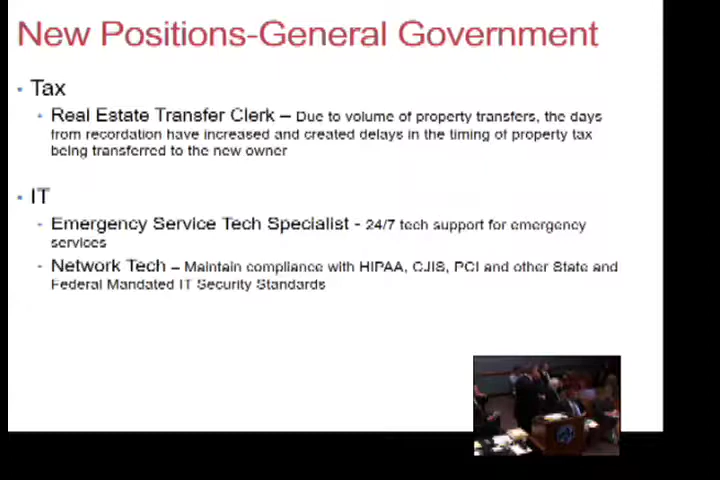 New Positions-General Government
Tax
Real Estate Transfer Clerk – Due to volume of property transfers, the days
from recordation have increased and created delays in the timing of property tax
being transferred to the new owner
IT
Emergency Service Tech Specialist - 24/7 tech support for emergency
services
Network Tech – Maintain compliance with HIPAA, CJIS, PCI and other State and
Federal Mandated IT Security Standards